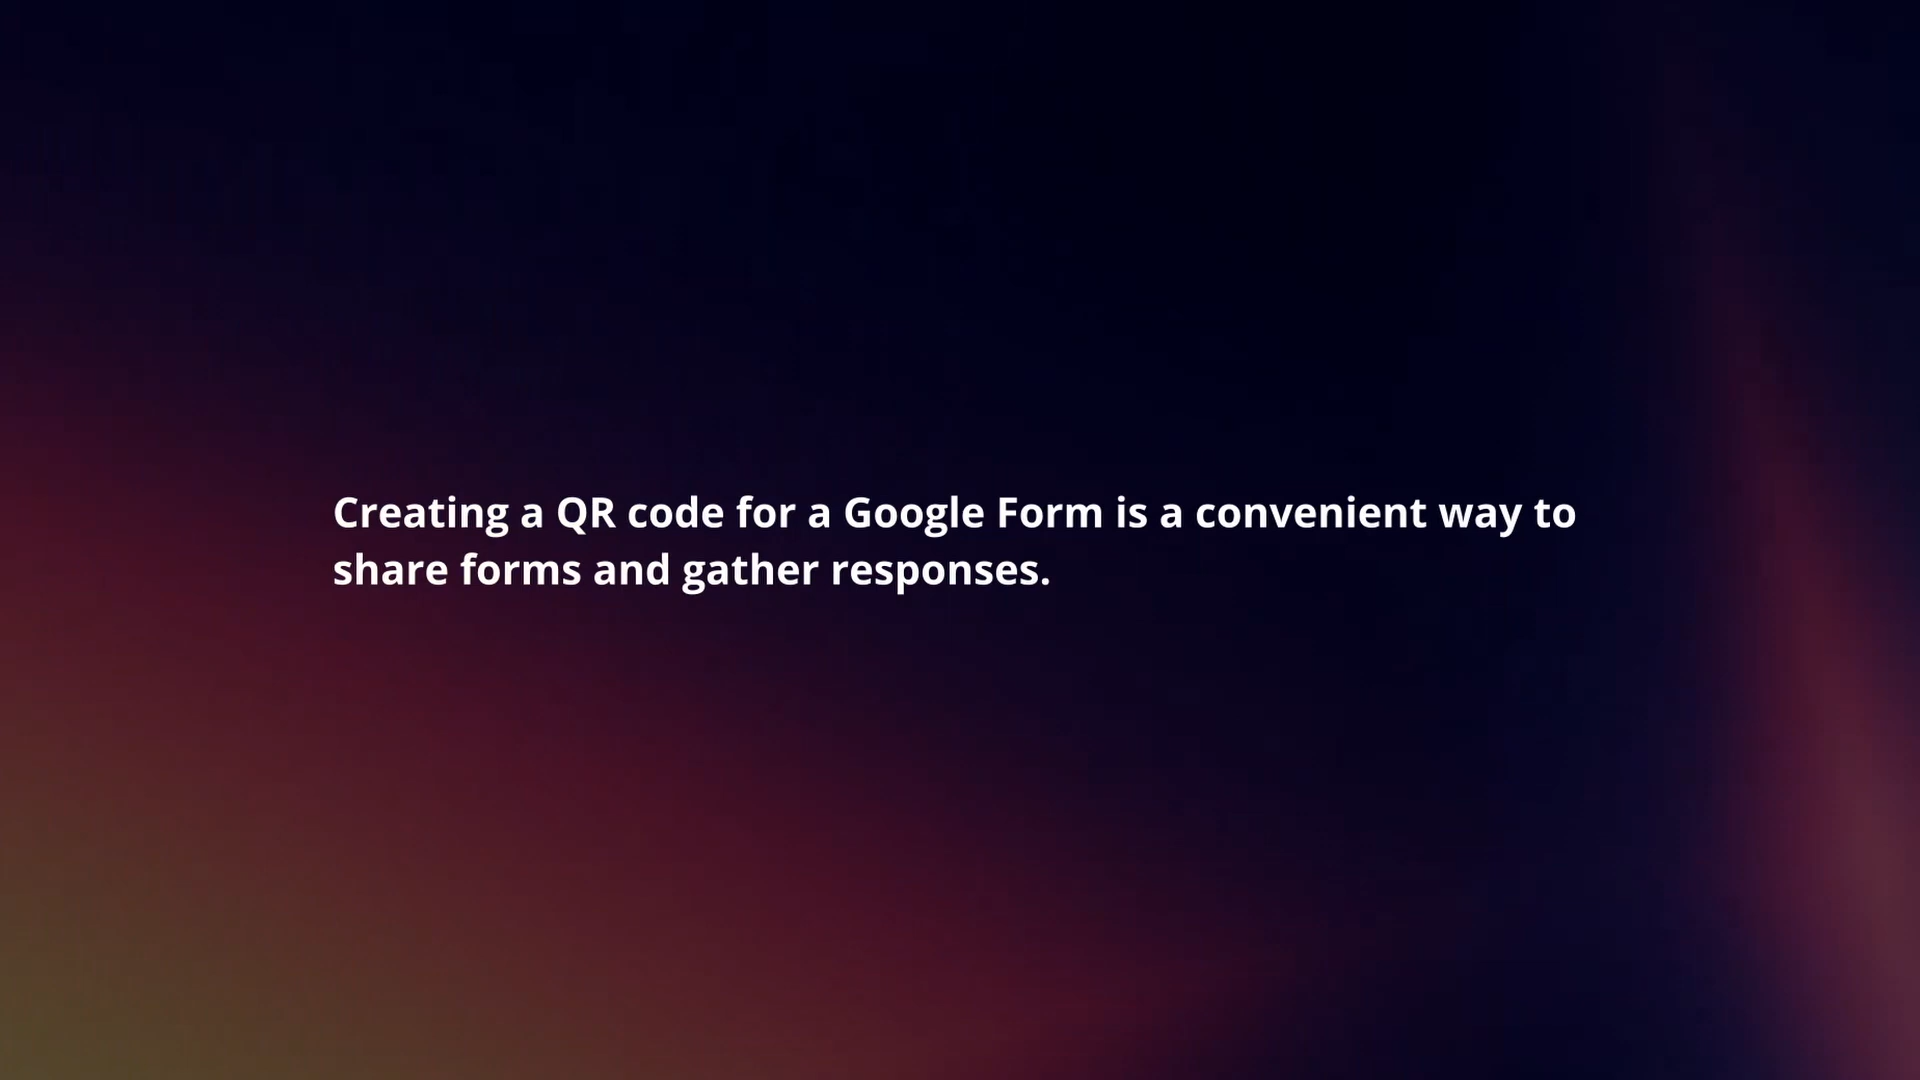 Creating a QR code for a Google Form is a convenient way to
share forms and gather responses.